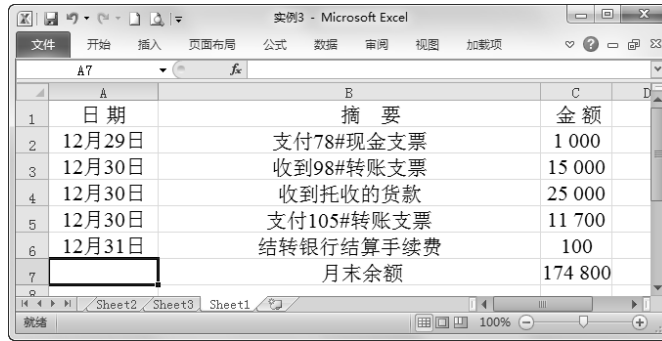 实例3 - Microsoft Excel
文件 开始 插入 页面布局 公式 数据 审阅 视图 加载项
A7 fx
A B C D
1 日 期 摘 要 金 额
2 12月29日 支付78#现金支票 1 000
3 12月30日 收到98#转账支票 15 000
4 12月30日 收到托收的货款 25 000
5 12月30日 支付105#转账支票 11 700
6 12月31日 结转银行结算手续费 100
7 月末余额 174 800
8
Sheet2 Sheet3 Sheet1
就绪 100%